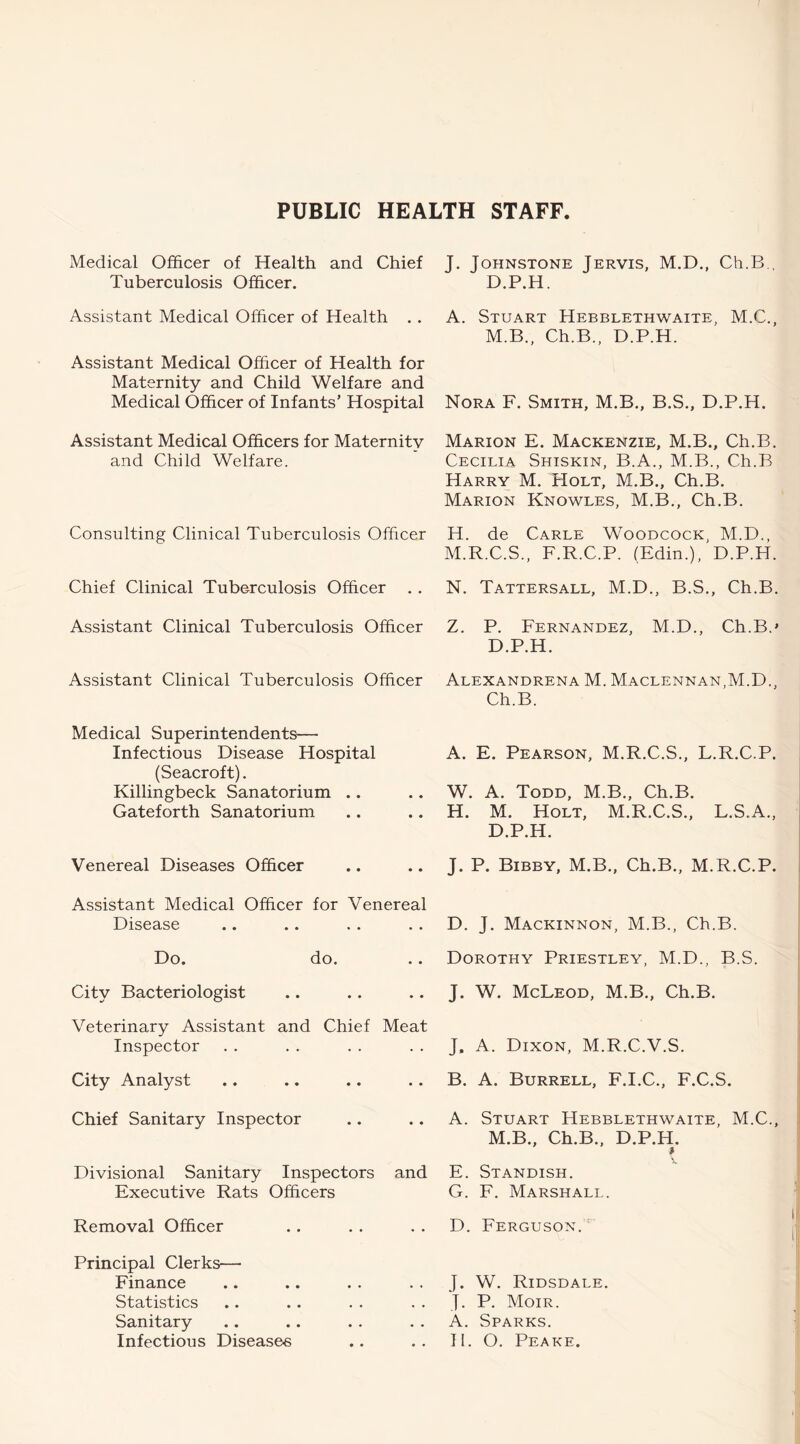 PUBLIC HEALTH STAFF.
Medical Officer of Health and Chief J. JOHNSTONE JERVIS, M.D., Ch.B.,
Tuberculosis Officer. D.P.H.
Assistant Medical Officer of Health . . A. STUART HEBBLETHWAITE, M.C.,
M.B., Ch.B., D.P.H.
Assistant Medical Officer of Health for
Maternity and Child Welfare and
Medical Officer of Infants' Hospital NORA F. SMITH, M.B., B.S., D.P.H.
Assistant Medical Officers for Maternity MARION E. MACKENZIE, M.B., Ch.B.
and Child Welfare. CECILIA SHISKIN, B.A., M.B., Ch.B
HARRY M. HOLT, M.B., Ch.B.
MARION KNOWLES, M.B., Ch.B.
Consulting Clinical Tuberculosis Officer H. de CARLE WOODCOCK, M.D.,
M.R.C.S., F.R.C.P. (Edin.), D.P.H.
Chief Clinical Tuberculosis Officer . . N. TATTERSALL, M.D., B.S., Ch.B.
Assistant Clinical Tuberculosis Officer Z. P. FERNANDEZ, M.D., Ch.B.,
D.P.H.
Assistant Clinical Tuberculosis Officer ALEXANDRENA M. MACLENNAN, M.D.,
Ch.B.
Medical Superintendents—
Infectious Disease Hospital A. E. PEARSON, M.R.C.S., L.R.C.P.
(Seacroft).
Killingbeck Sanatorium . . . . W. A. TODD, M.B., Ch.B.
Gateforth Sanatorium . . . . H. M. HOLT, M.R.C.S., L.S.A.,
D.P.H.
Venereal Diseases Officer . . . . J. P. BIBBY, M.B., Ch.B., M.R.C.P.
Assistant Medical Officer for Venereal
Disease . . . . . . . . D. J. MACKINNON, M.B., Ch.B.
Do. do. . . DOROTHY PRIESTLEY, M.D., B.S.
City Bacteriologist . . . . . . J. W. MCLEOD, M.B., Ch.B.
Veterinary Assistant and Chief Meat
Inspector . . . . . . . . J. A. DIXON, M.R.C.V.S.
City Analyst . . . . . . . . B. A. BURRELL, F.I.C., F.C.S.
Chief Sanitary Inspector . . . . A. STUART HEBBLETHWAITE, M.C.,
M.B., Ch.B., D.P.H.
Divisional Sanitary Inspectors and E. STANDISH.
Executive Rats Officers G. F. MARSHALL.
Removal Officer . . . . . . D. FERGUSON.
Principal Clerks—
Finance . . . . . . . . J. W. RIDSDALE.
Statistics . . . . . . . . J. P. MOIR.
Sanitary . . . . . . . . A. SPARKS.
Infectious Diseases . . . . H. O. PEAKE.